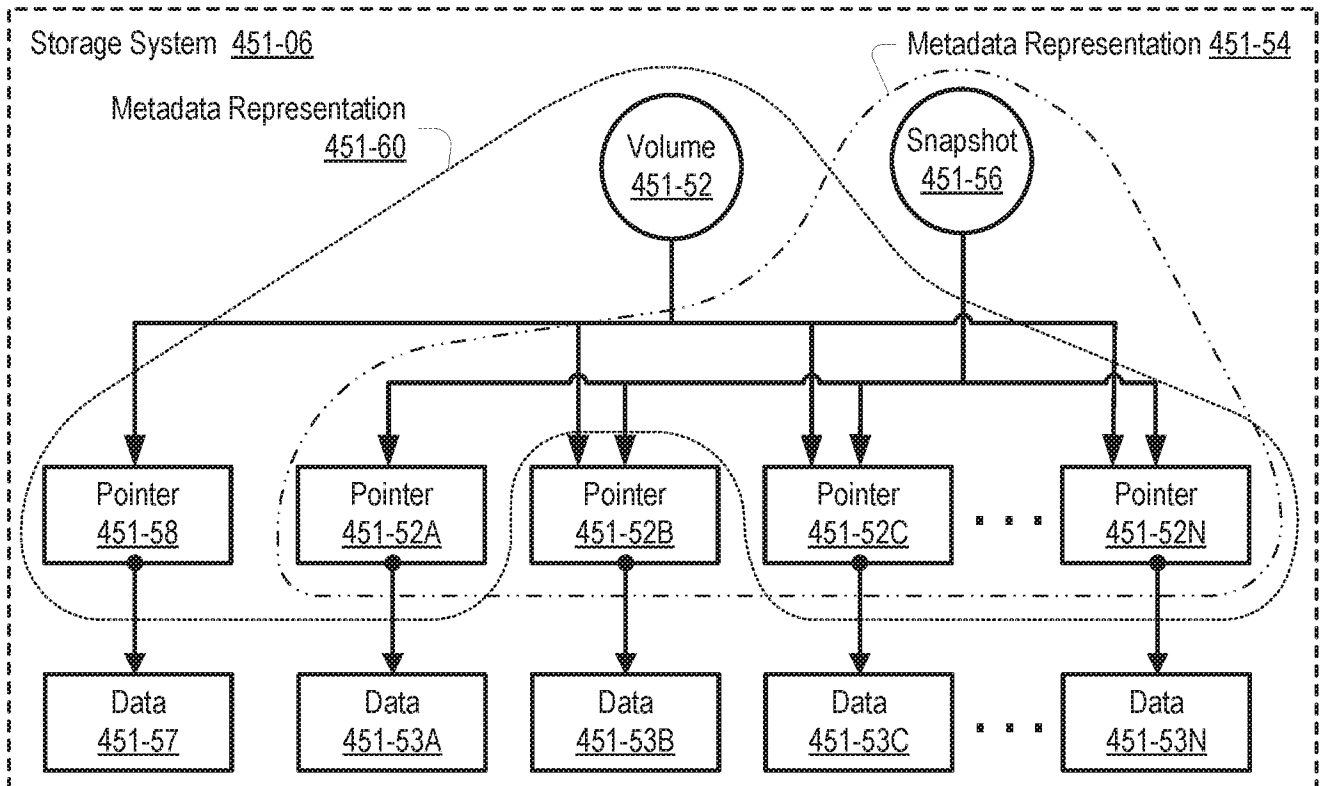 Storage System 451-06
Metadata Representation 451-54
Metadata Representation
451-60
Volume
451-52
Snapshot
451-56
Pointer
451-58
Pointer
451-52A
Pointer
451-52B
Pointer
451-52C
Pointer
451-52N
Data
451-57
Data
451-53A
Data
451-53B
Data
451-53C
Data
451-53N